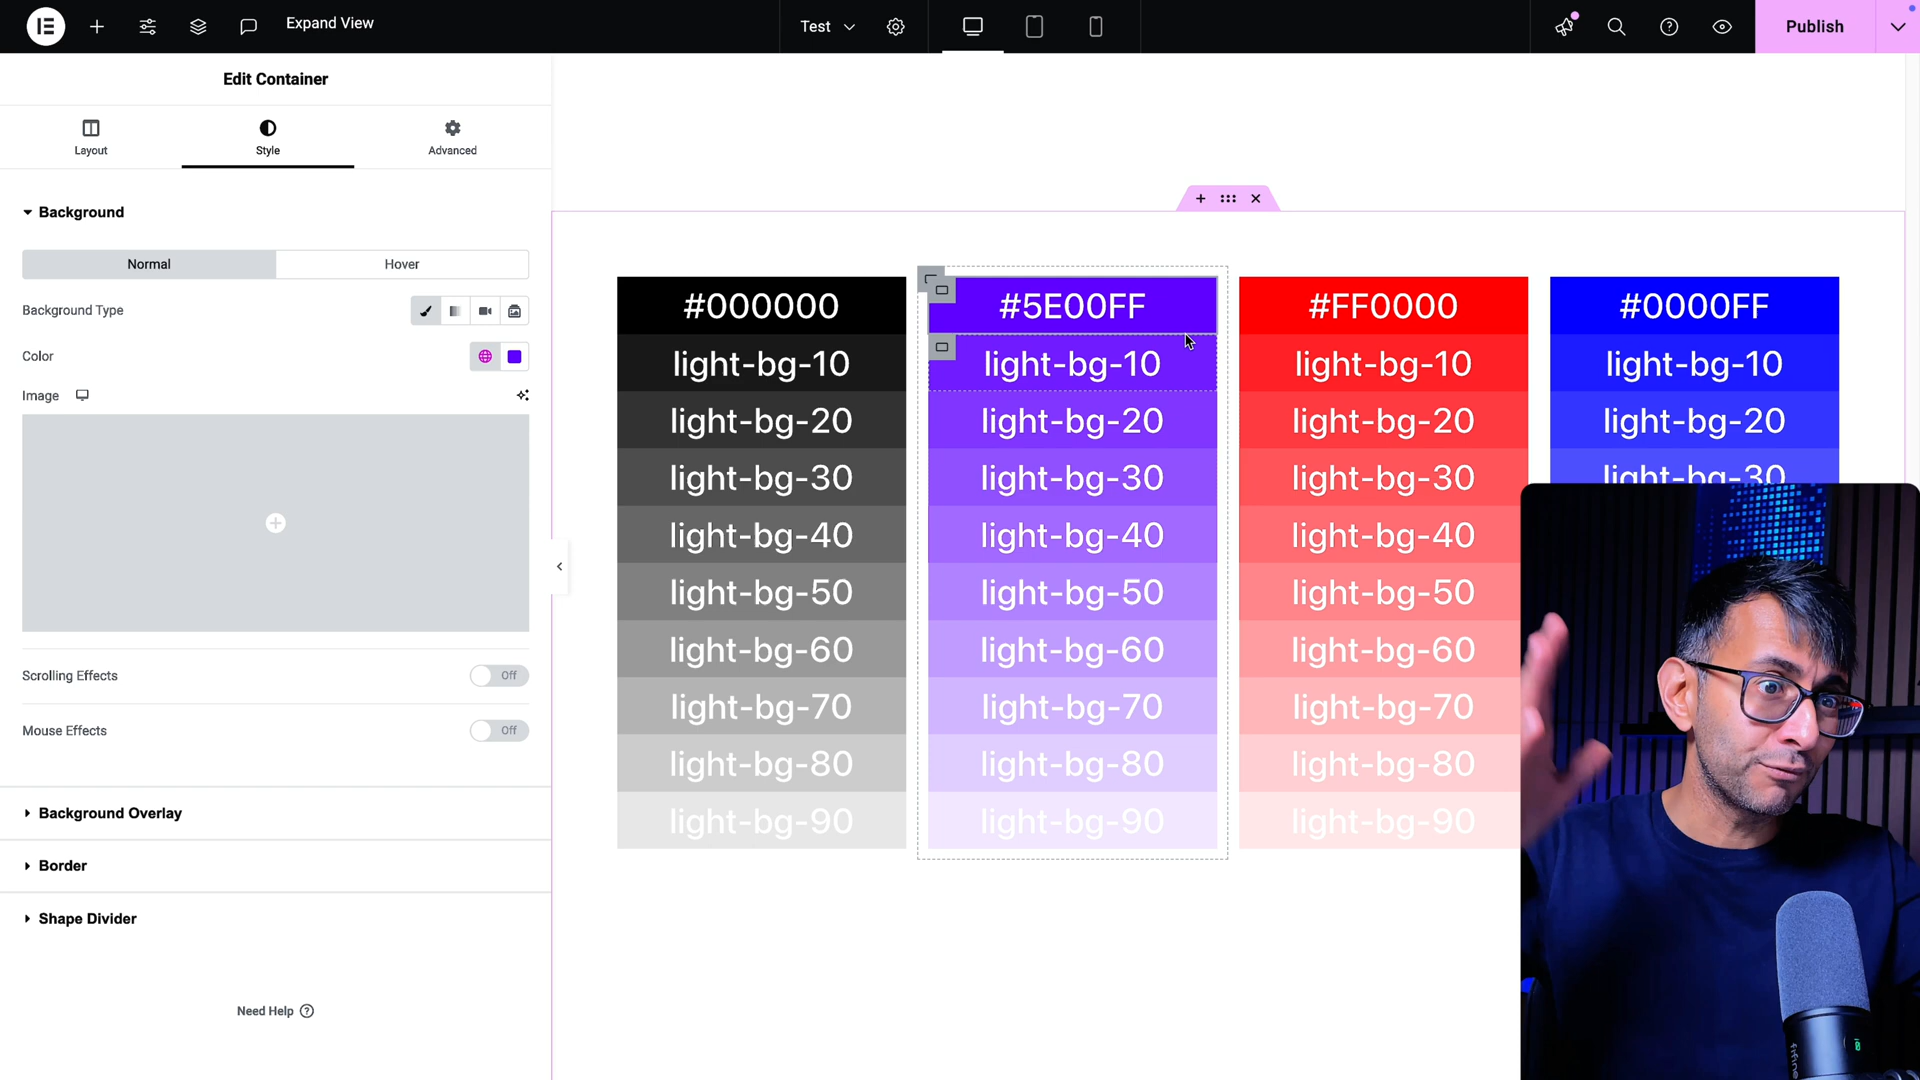 Expand View
Test
Publish
Edit Container
Layout
Style
Advanced
Background
Normal
Hover
Background Type
Color
Image
Scrolling Effects
Off
Mouse Effects
Off
Background Overlay
Border
Shape Divider
Need Help
#000000
light-bg-10
light-bg-20
light-bg-30
light-bg-40
light-bg-50
light-bg-60
light-bg-70
light-bg-80
light-bg-90
#5E00FF
light-bg-10
light-bg-20
light-bg-30
light-bg-40
light-bg-50
light-bg-60
light-bg-70
light-bg-80
light-bg-90
#FF0000
light-bg-10
light-bg-20
light-bg-30
light-bg-40
light-bg-50
light-bg-60
light-bg-70
light-bg-80
light-bg-90
#0000FF
light-bg-10
light-bg-20
light-bg-30